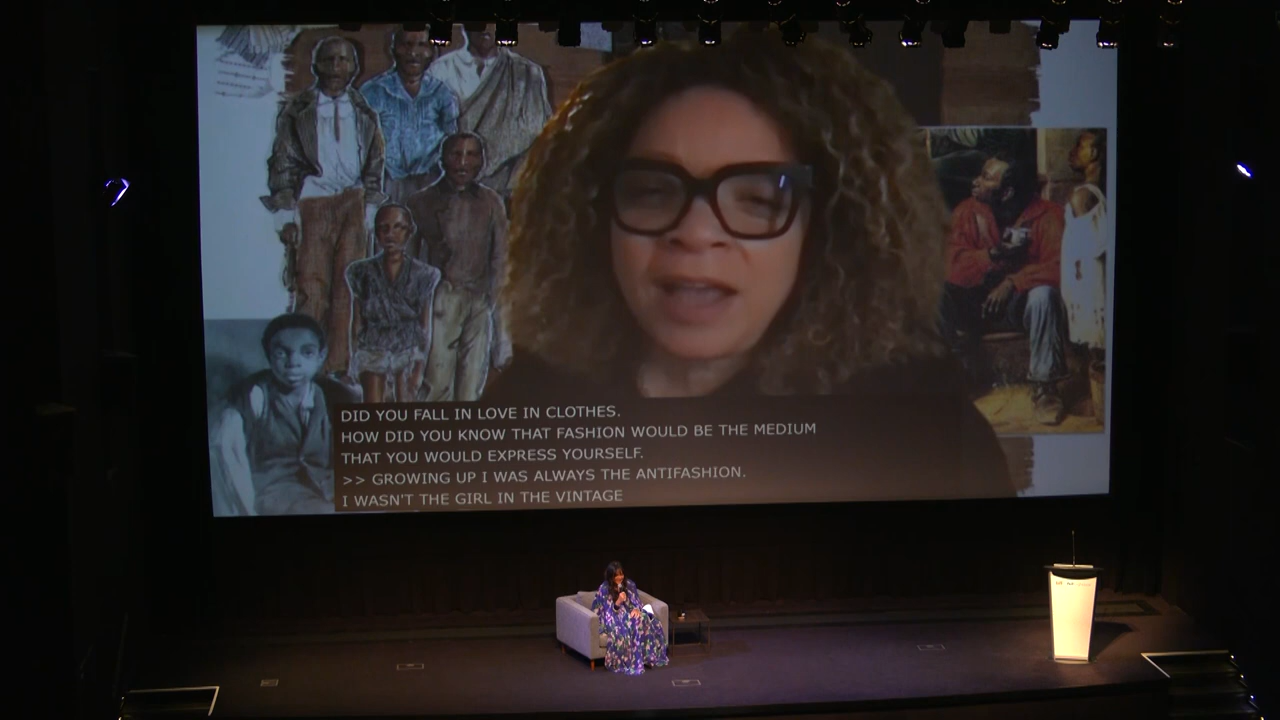 DID YOU FALL IN LOVE IN CLOTHES.
HOW DID YOU KNOW THAT FASHION WOULD BE THE MEDIUM
THAT YOU WOULD EXPRESS YOURSELF.
>> GROWING UP I WAS ALWAYS THE ANTIFASHION.
I WASN'T THE GIRL IN THE VINTAGE